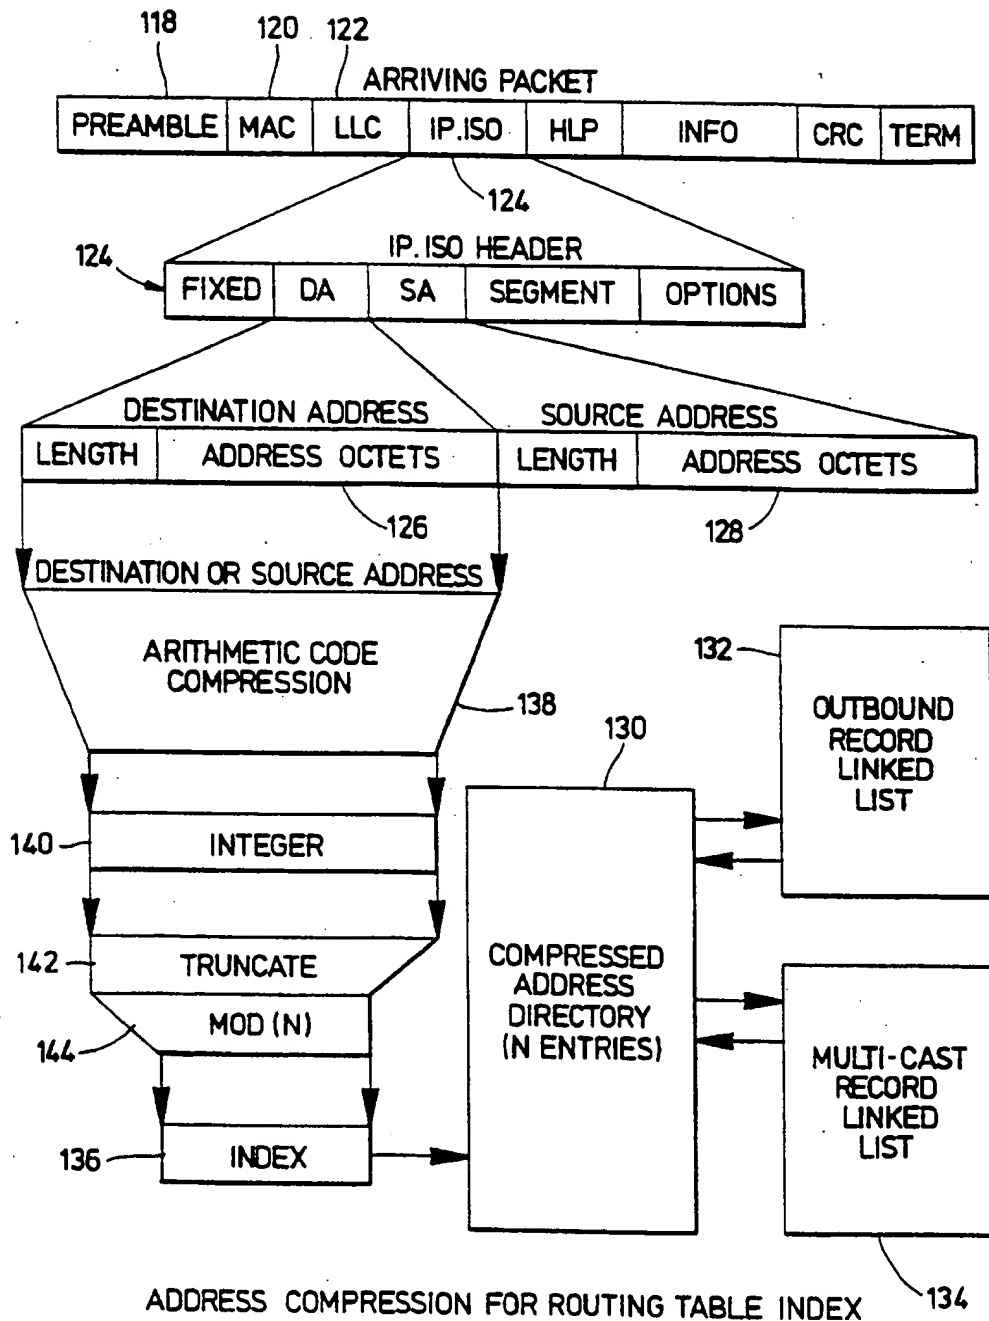 118 120 122
ARRIVING PACKET
PREAMBLE MAC LLC IP.ISO HLP INFO CRC TERM
124
IP.ISO HEADER
124
FIXED DA SA SEGMENT OPTIONS
DESTINATION ADDRESS SOURCE ADDRESS
LENGTH ADDRESS OCTETS LENGTH ADDRESS OCTETS
126 128
DESTINATION OR SOURCE ADDRESS
ARITHMETIC CODE
COMPRESSION
138
140 INTEGER
142 TRUNCATE
144 MOD (N)
136 INDEX
130
COMPRESSED
ADDRESS
DIRECTORY
(N ENTRIES)
132
OUTBOUND
RECORD
LINKED
LIST
MULTI-CAST
RECORD
LINKED
LIST
134
ADDRESS COMPRESSION FOR ROUTING TABLE INDEX